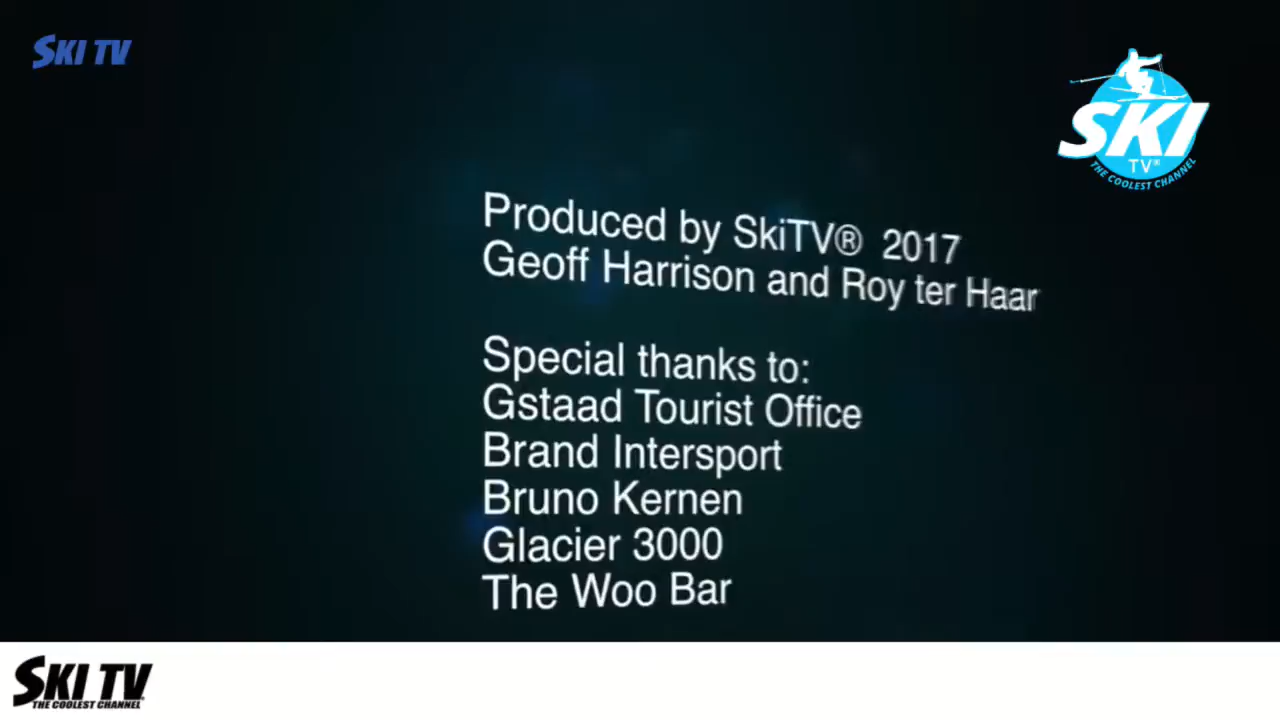 SKI TV
SKI
TV®
THE COOLEST CHANNEL
Produced by SkiTV® 2017
Geoff Harrison and Roy ter Haar
Special thanks to:
Gstaad Tourist Office
Brand Intersport
Bruno Kernen
Glacier 3000
The Woo Bar
SKI TV
THE COOLEST CHANNEL